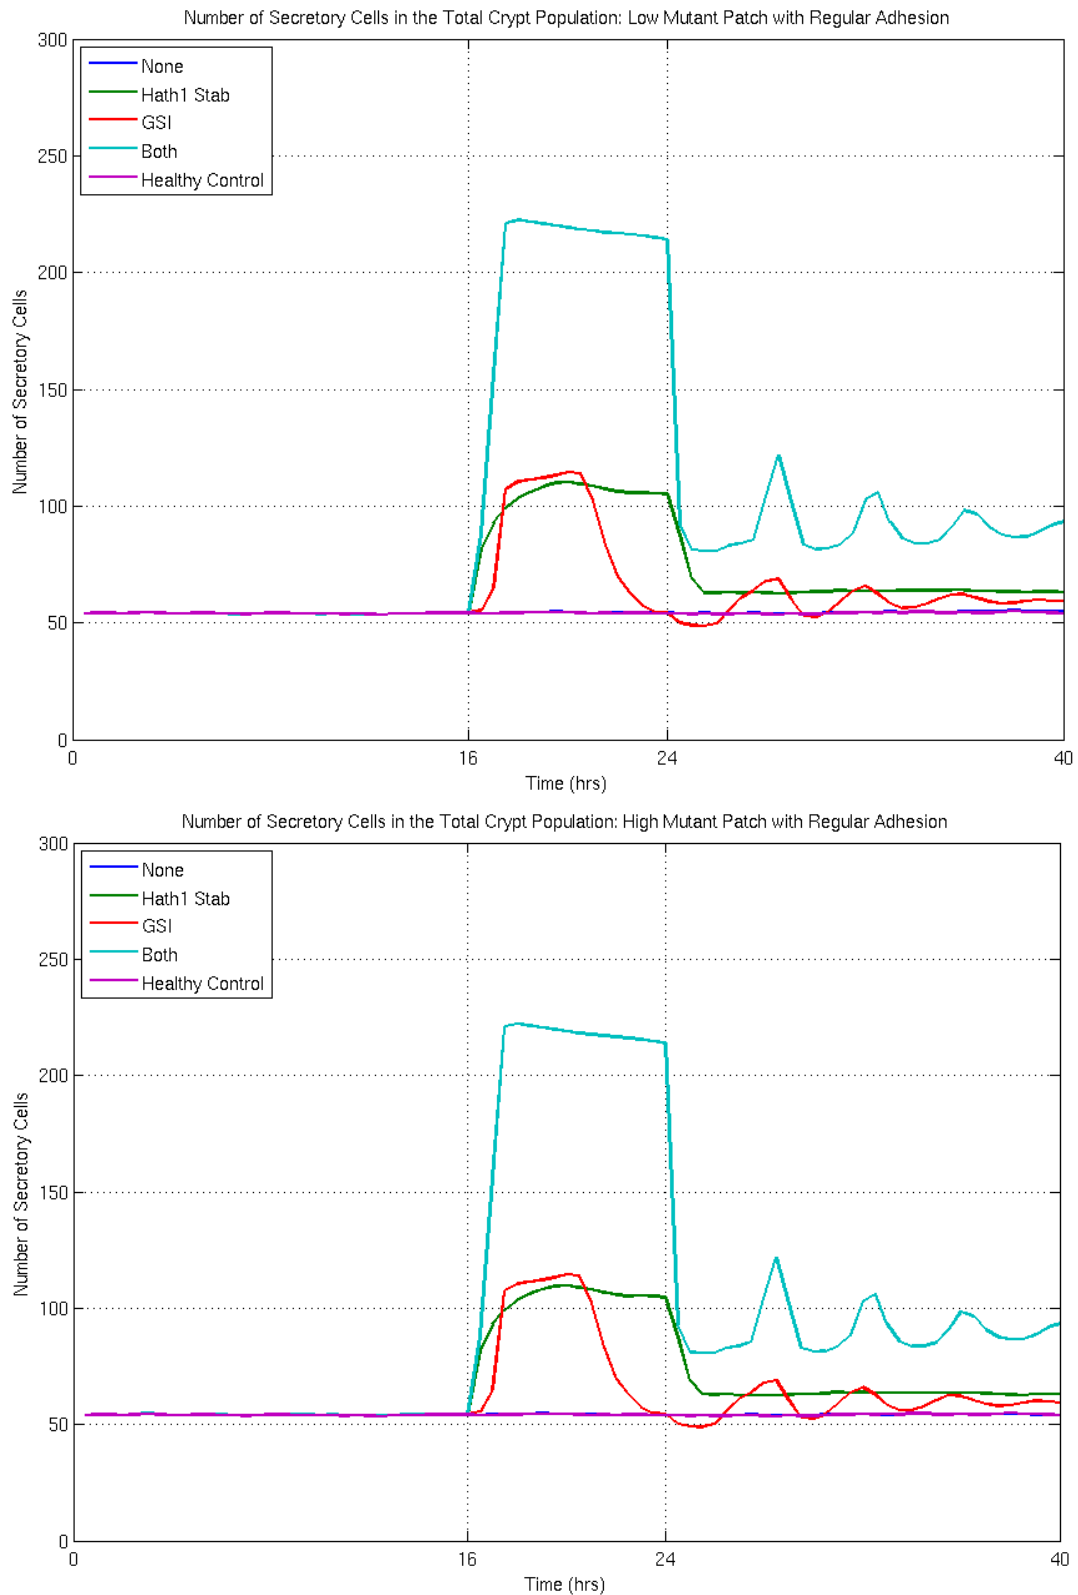 Number of Secretory Cells in the Total Crypt Population: Low Mutant Patch with Regular Adhesion
300
250
200
150
100
50
0
Number of Secretory Cells
None
Hath1 Stab
GSI
Both
Healthy Control
0
16
24
40
Time (hrs)
Number of Secretory Cells in the Total Crypt Population: High Mutant Patch with Regular Adhesion
300
250
200
150
100
50
0
Number of Secretory Cells
None
Hath1 Stab
GSI
Both
Healthy Control
0
16
24
40
Time (hrs)